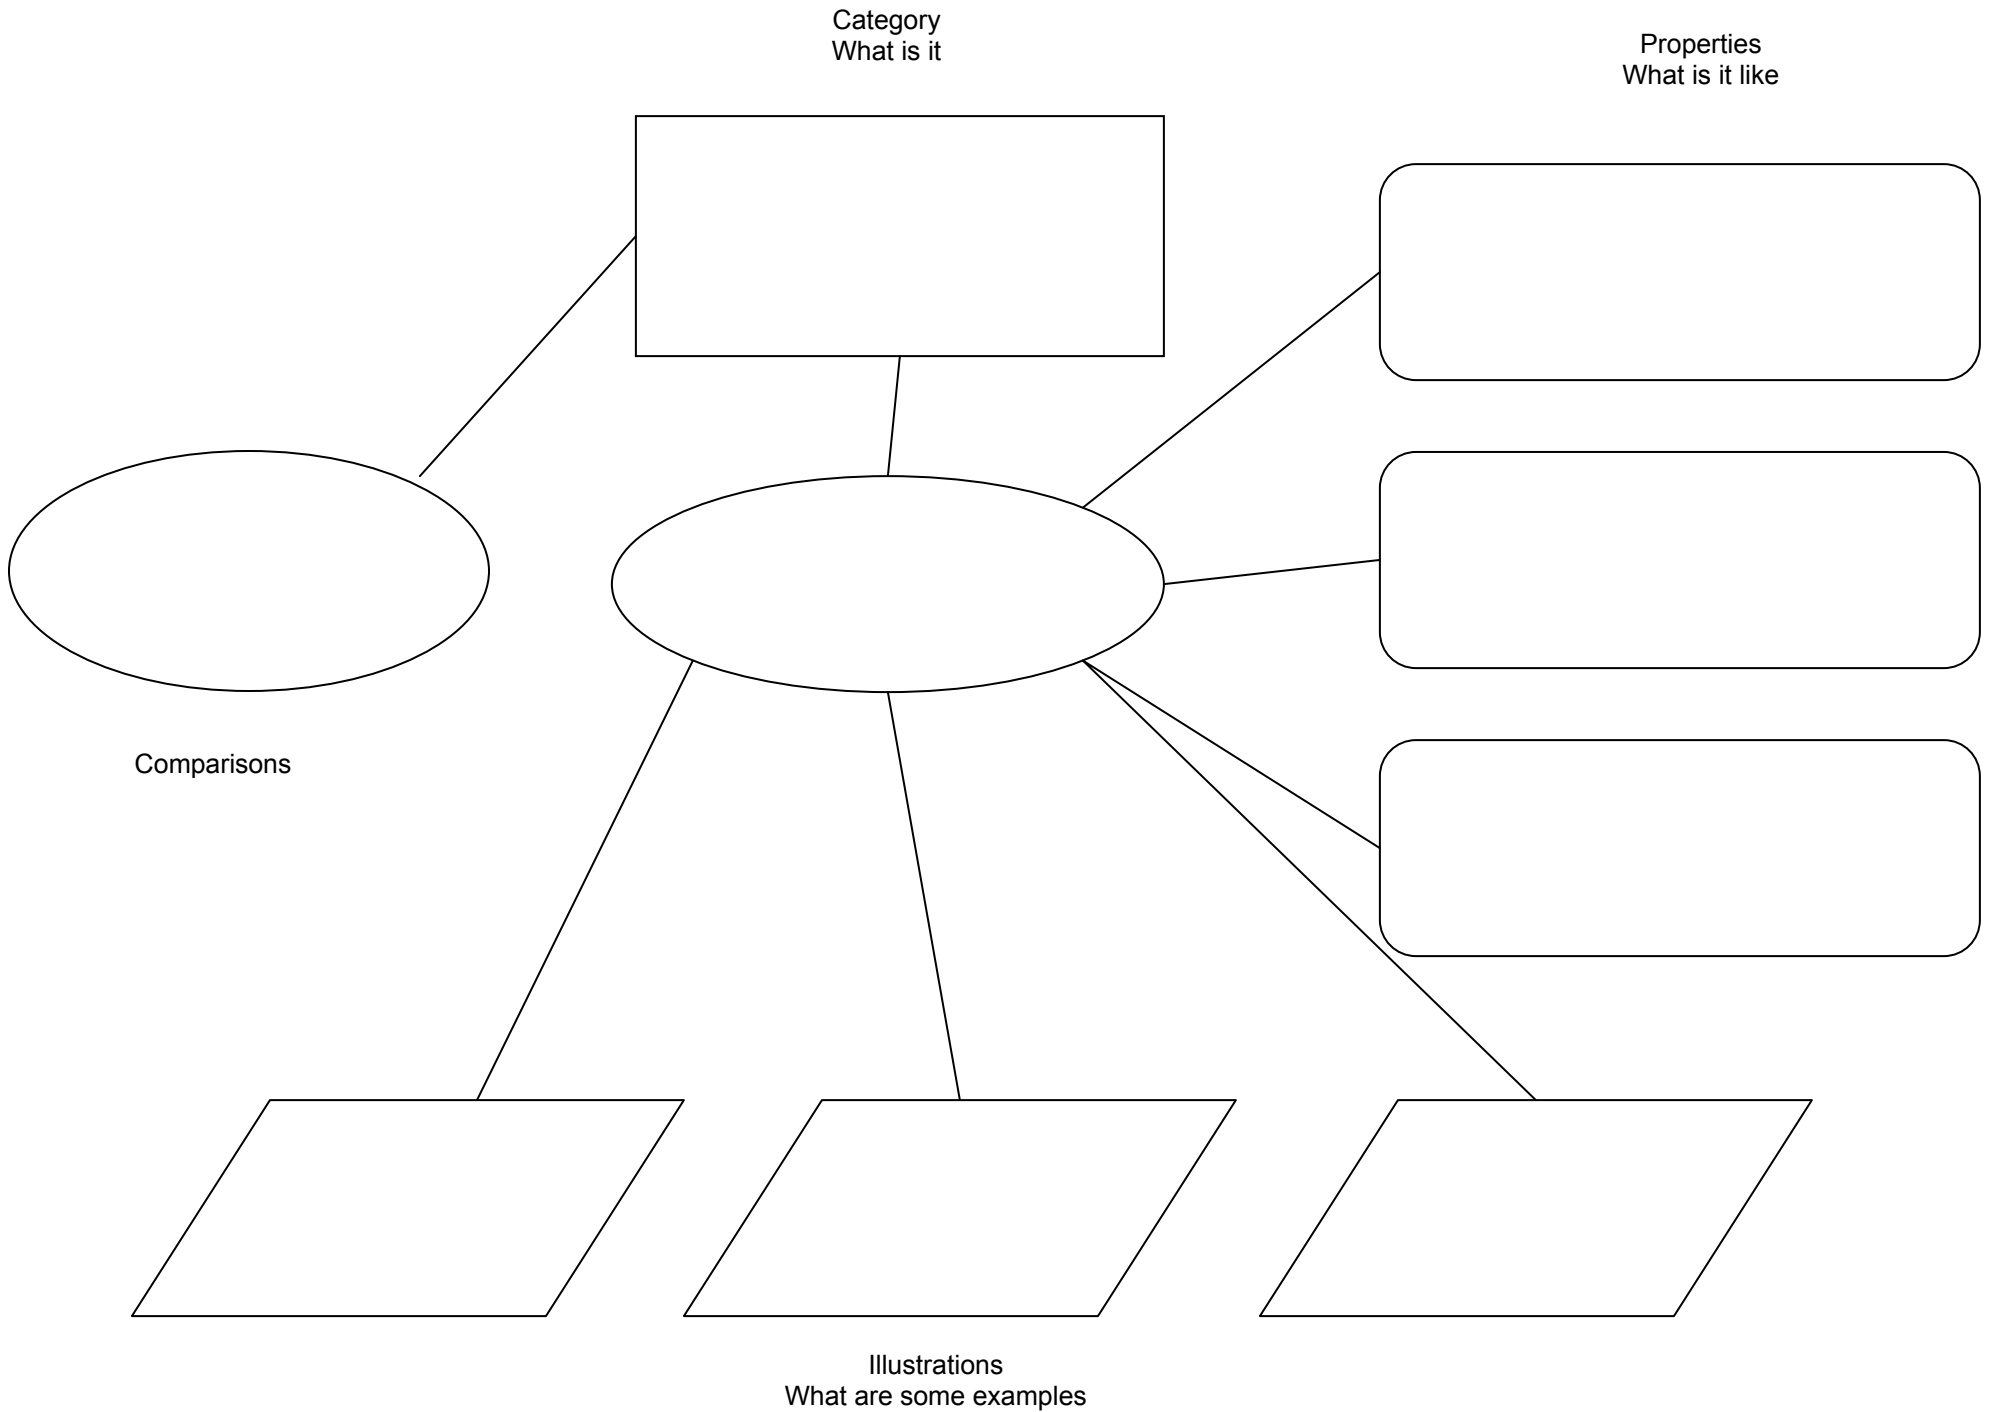 Category
What is it
Properties
What is it like
Comparisons
Illustrations
What are some examples